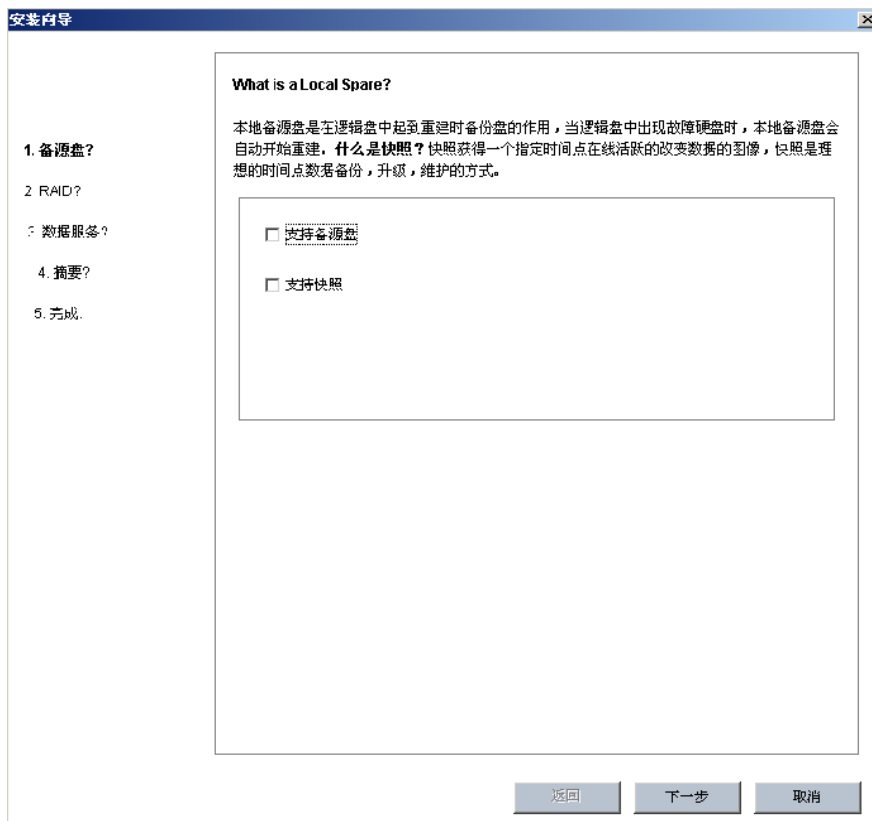 安装向导
What is a Local Spare?
本地备源盘是在逻辑盘中起到重建时备份盘的作用，当逻辑盘中出现故障硬盘时，本地备源盘会
自动开始重建. 什么是快照？快照获得一个指定时间点在线活跃的改变数据的图像，快照是理
想的时间点数据备份，升级，维护的方式。
1. 备源盘?
2 RAID?
3 数据服务?
4. 摘要?
5. 完成.
支持备源盘
支持快照
返回
下一步
取消